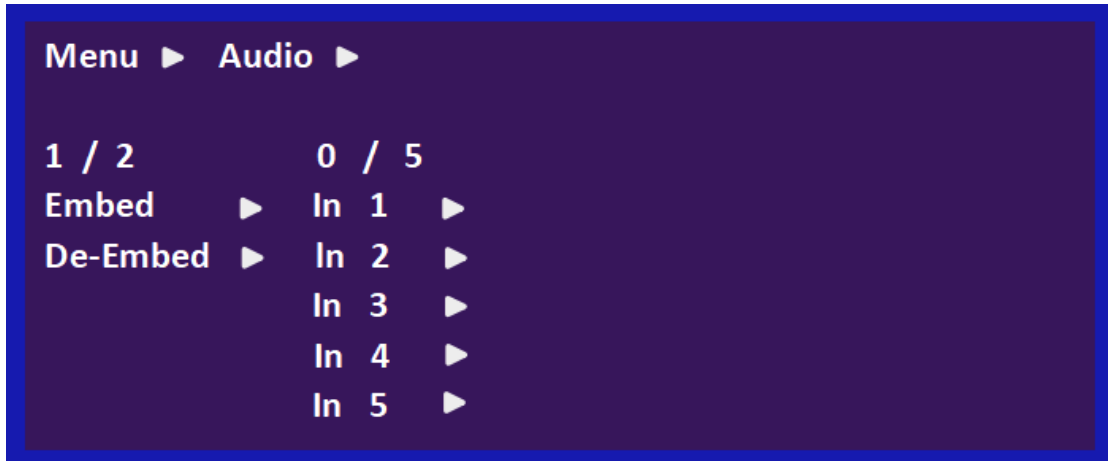 Menu ▶ Audio ▶
1 / 2 0 / 5
Embed ▶ In 1 ▶
De-Embed ▶ In 2 ▶
In 3 ▶
In 4 ▶
In 5 ▶